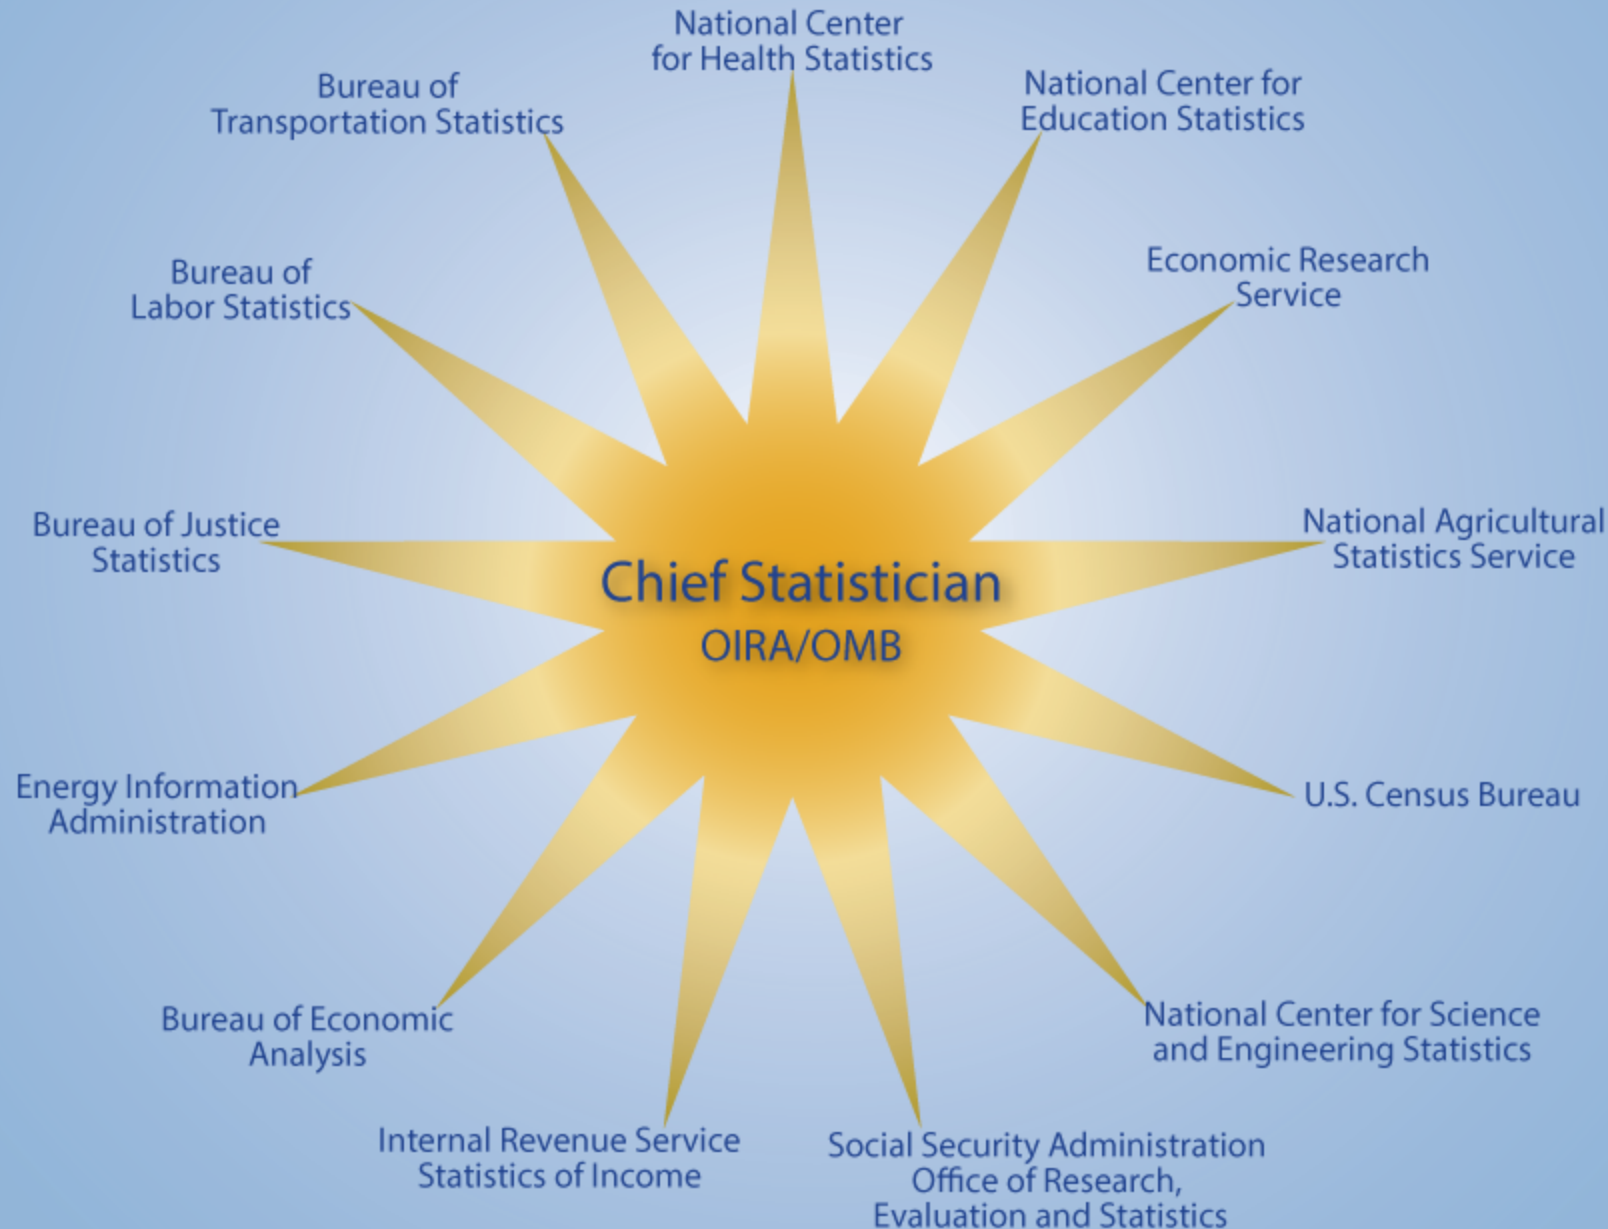 National Center
for Health Statistics
Bureau of
Transportation Statistics
National Center for
Education Statistics
Bureau of
Labor Statistics
Economic Research
Service
Bureau of Justice
Statistics
National Agricultural
Statistics Service
Chief Statistician
OIRA/OMB
Energy Information
Administration
U.S. Census Bureau
Bureau of Economic
Analysis
National Center for Science
and Engineering Statistics
Internal Revenue Service
Statistics of Income
Social Security Administration
Office of Research,
Evaluation and Statistics